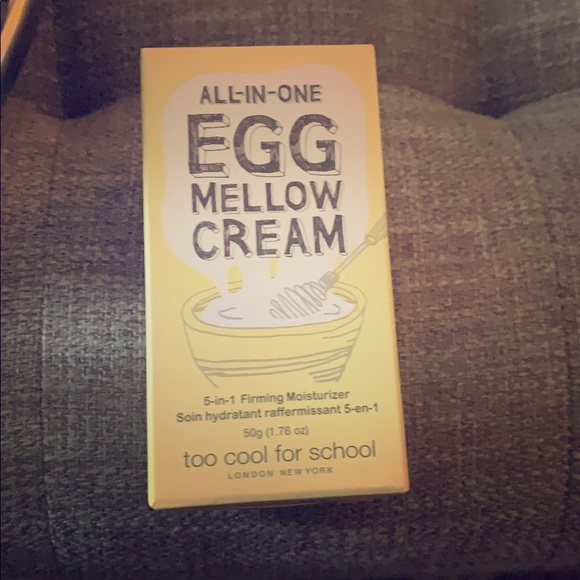 ALL-IN-ONE
EGG
MELLOW
CREAM
5-in-1 Firming Moisturizer
Soin hydratant raffermissant 5-en-1
50g (1.76 oz)
too cool for school
LONDON NEW YORK